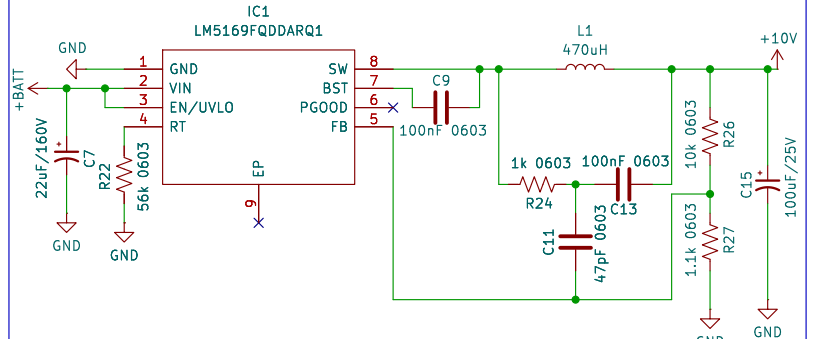 IC1
LM5169FQDDARQ1
GND
1 GND
2 VIN
3 EN/UVLO
4 RT
SW 8
BST 7
PGOOD 6
FB 5
EP
9
+BATT
22uF/160V
C7
GND
R22
56k 0603
GND
C9
100nF 0603
L1
470uH
+10V
1k 0603
R24
100nF 0603
C13
C11
47pF 0603
10k 0603
R26
1.1k 0603
R27
GND
C15
100uF/25V
GND